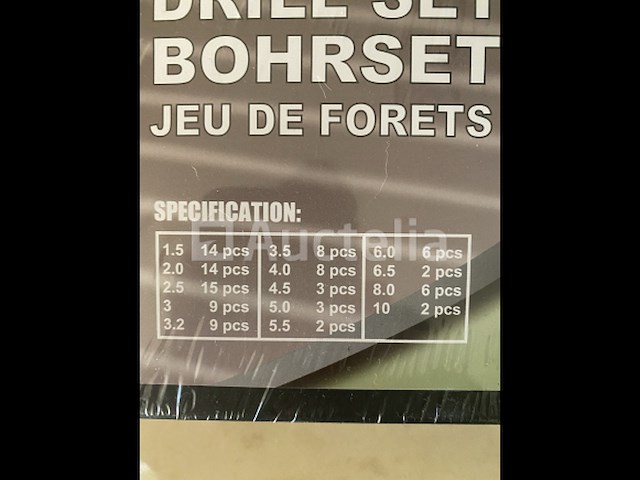 DRILL SET
BOHRSET
JEU DE FORETS
SPECIFICATION:
Auctelia
1.5 14 pcs 3.5 8 pcs 6.0 6 pcs
2.0 14 pcs 4.0 8 pcs 6.5 2 pcs
2.5 15 pcs 4.5 3 pcs 8.0 6 pcs
3 9 pcs 5.0 3 pcs 10 2 pcs
3.2 9 pcs 5.5 2 pcs